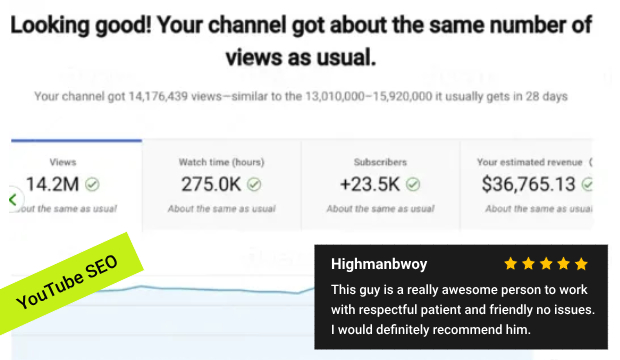 Looking good! Your channel got about the same number of
views as usual.
Your channel got 14,176,439 views—similar to the 13,010,000–15,920,000 it usually gets in 28 days
Views
14.2M
out the same as usual
Watch time (hours)
275.0K
About the same as usual
Subscribers
+23.5K
About the same as usual
Your estimated revenue (
$36,765.13
About the same as usual
YouTube SEO
Highmanbwoy
This guy is a really awesome person to work
with respectful patient and friendly no issues.
I would definitely recommend him.